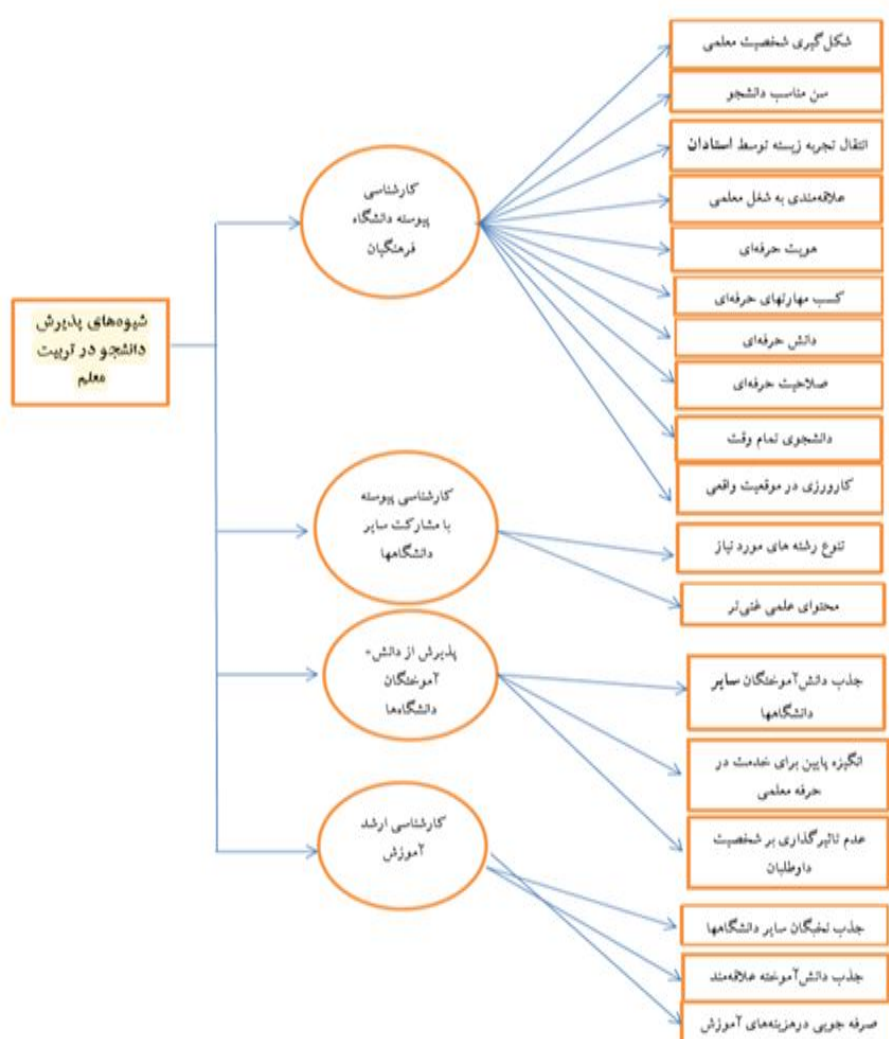 شیوه‌های پذیرش
دانشجو در تربیت
معلم
کارشناسی
پیوسته دانشگاه
فرهنگیان
شکل‌گیری شخصیت معلمی
سن مناسب دانشجو
انتقال تجربه زیسته توسط استادان
علاقه‌مندی به شغل معلمی
هویت حرفه‌ای
کسب مهارتهای حرفه‌ای
دانش حرفه‌ای
صلاحیت حرفه‌ای
دانشجوی تمام وقت
کارورزی در موقعیت واقعی
کارشناسی پیوسته
با مشارکت سایر
دانشگاهها
تنوع رشته های مورد نیاز
محتوای علمی غنی‌تر
پذیرش از دانش-
آموختگان
دانشگاه‌ها
جذب دانش‌آموختگان سایر
دانشگاهها
انگیزه پایین برای خدمت در
حرفه معلمی
عدم تاثیرگذاری بر شخصیت
داوطلبان
کارشناسی ارشد
آموزش
جذب نخبگان سایر دانشگاهها
جذب دانش‌آموخته علاقه‌مند
صرفه جویی درهزینه‌های آموزش